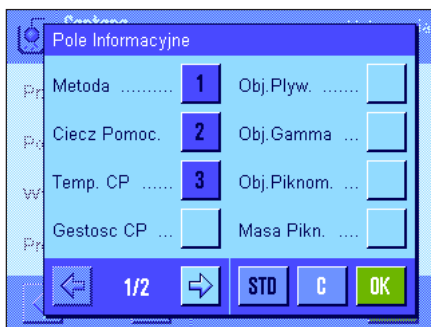 Pole Informacyjne
Metoda .......... 1 Obj.Plyw. .......
Ciecz Pomoc. 2 Obj.Gamma ...
Temp. CP ...... 3 Obj.Piknom. ...
Gestosc CP ... Masa Pikn. ....
1/2 STD C OK